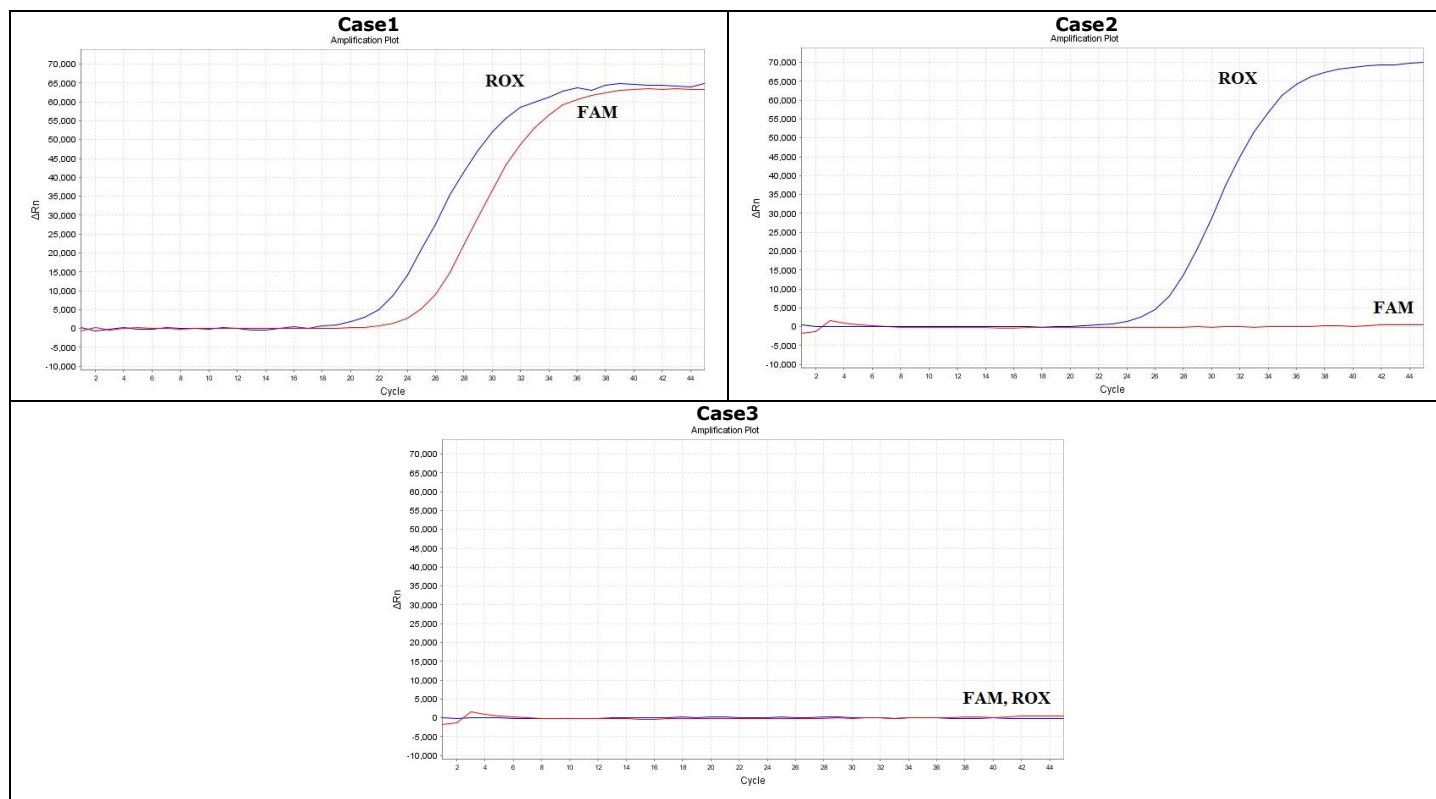 Case1
Amplification Plot
70,000
65,000
60,000
55,000
50,000
45,000
40,000
35,000
30,000
25,000
20,000
15,000
10,000
5,000
0
-5,000
-10,000
ΔRn
ROX
FAM
2 4 6 8 10 12 14 16 18 20 22 24 26 28 30 32 34 36 38 40 42 44
Cycle
Case2
Amplification Plot
70,000
65,000
60,000
55,000
50,000
45,000
40,000
35,000
30,000
25,000
20,000
15,000
10,000
5,000
0
-5,000
-10,000
ΔRn
ROX
FAM
2 4 6 8 10 12 14 16 18 20 22 24 26 28 30 32 34 36 38 40 42 44
Cycle
Case3
Amplification Plot
70,000
65,000
60,000
55,000
50,000
45,000
40,000
35,000
30,000
25,000
20,000
15,000
10,000
5,000
0
-5,000
-10,000
ΔRn
FAM, ROX
2 4 6 8 10 12 14 16 18 20 22 24 26 28 30 32 34 36 38 40 42 44
Cycle